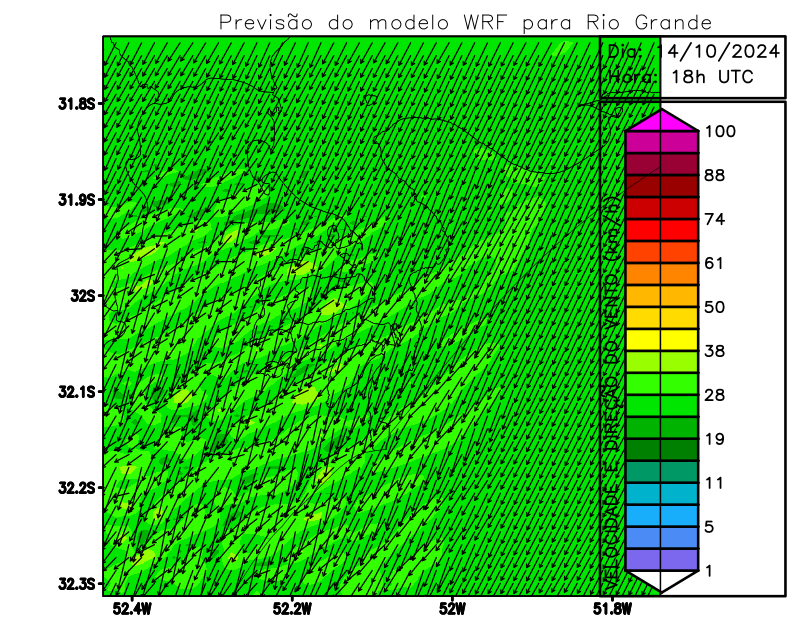 Previsão do modelo WRF para Rio Grande
Dia: 14/10/2024
Hora: 18h UTC
VELOCIDADE E DIREÇÃO DO VENTO (km/h)
100
88
74
61
50
38
28
19
11
5
1
31.8S
31.9S
32S
32.1S
32.2S
32.3S
52.4W
52.2W
52W
51.8W